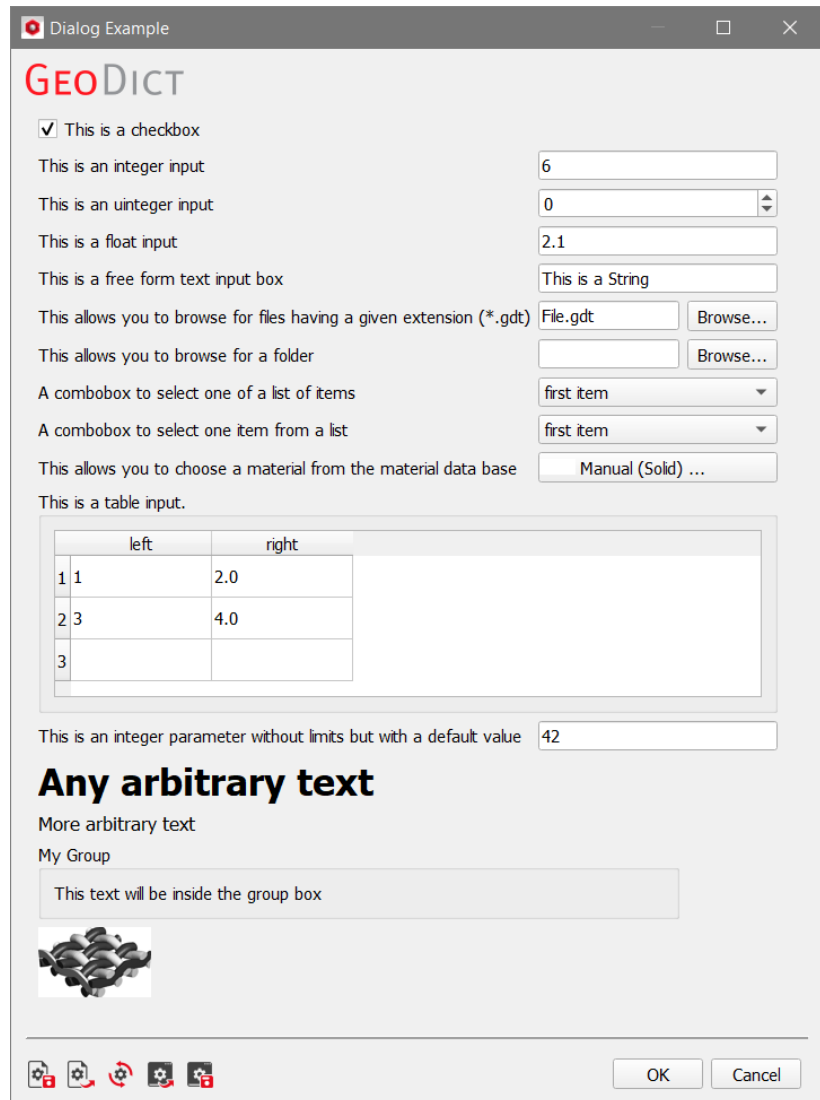 Dialog Example
GEODICT
This is a checkbox
This is an integer input 6
This is an uinteger input 0
This is a float input 2.1
This is a free form text input box This is a String
This allows you to browse for files having a given extension (*.gdt) File.gdt Browse...
This allows you to browse for a folder Browse...
A combobox to select one of a list of items first item
A combobox to select one item from a list first item
This allows you to choose a material from the material data base Manual (Solid) ...
This is a table input.
left right
1 1 2.0
2 3 4.0
3
This is an integer parameter without limits but with a default value 42
Any arbitrary text
More arbitrary text
My Group
This text will be inside the group box
OK Cancel